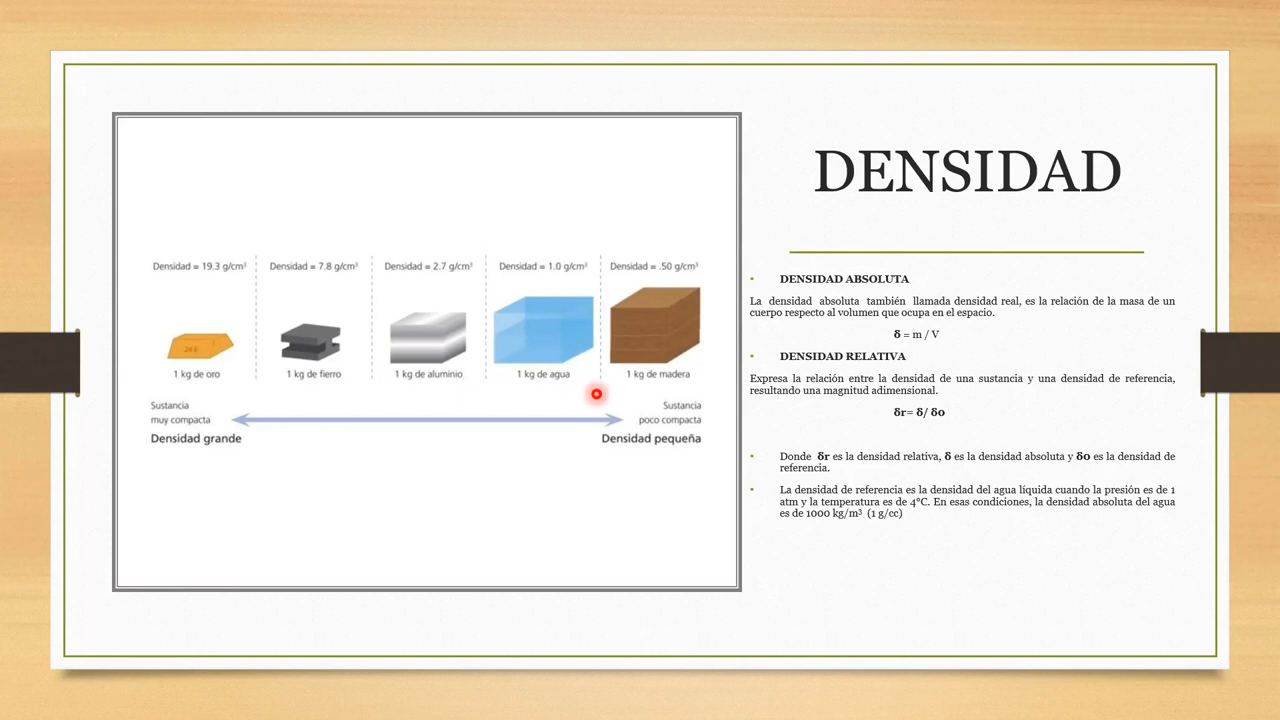 DENSIDAD
Densidad = 19.3 g/cm³
Densidad = 7.8 g/cm³
Densidad = 2.7 g/cm³
Densidad = 1.0 g/cm³
Densidad = .50 g/cm³
24 k
1 kg de oro
1 kg de fierro
1 kg de aluminio
1 kg de agua
1 kg de madera
Sustancia
muy compacta
Densidad grande
Sustancia
poco compacta
Densidad pequeña
• DENSIDAD ABSOLUTA
La densidad absoluta también llamada densidad real, es la relación de la masa de un
cuerpo respecto al volumen que ocupa en el espacio.
δ = m / V
• DENSIDAD RELATIVA
Expresa la relación entre la densidad de una sustancia y una densidad de referencia,
resultando una magnitud adimensional.
δr= δ/ δo
• Donde δr es la densidad relativa, δ es la densidad absoluta y δo es la densidad de
referencia.
• La densidad de referencia es la densidad del agua líquida cuando la presión es de 1
atm y la temperatura es de 4°C. En esas condiciones, la densidad absoluta del agua
es de 1000 kg/m³ (1 g/cc)